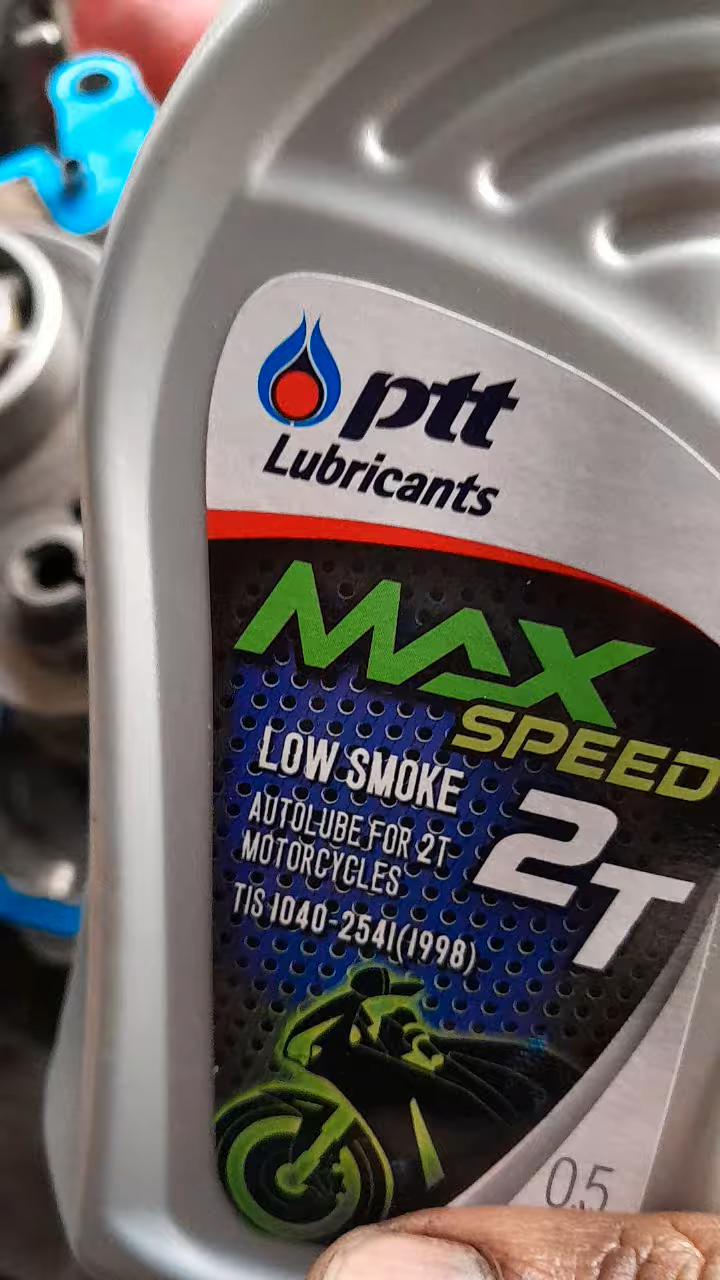 ptt
Lubricants
MAX
SPEED
LOW SMOKE
AUTOLUBE FOR 2T
MOTORCYCLES
TIS 1040-2541(1998)
2T
0.5